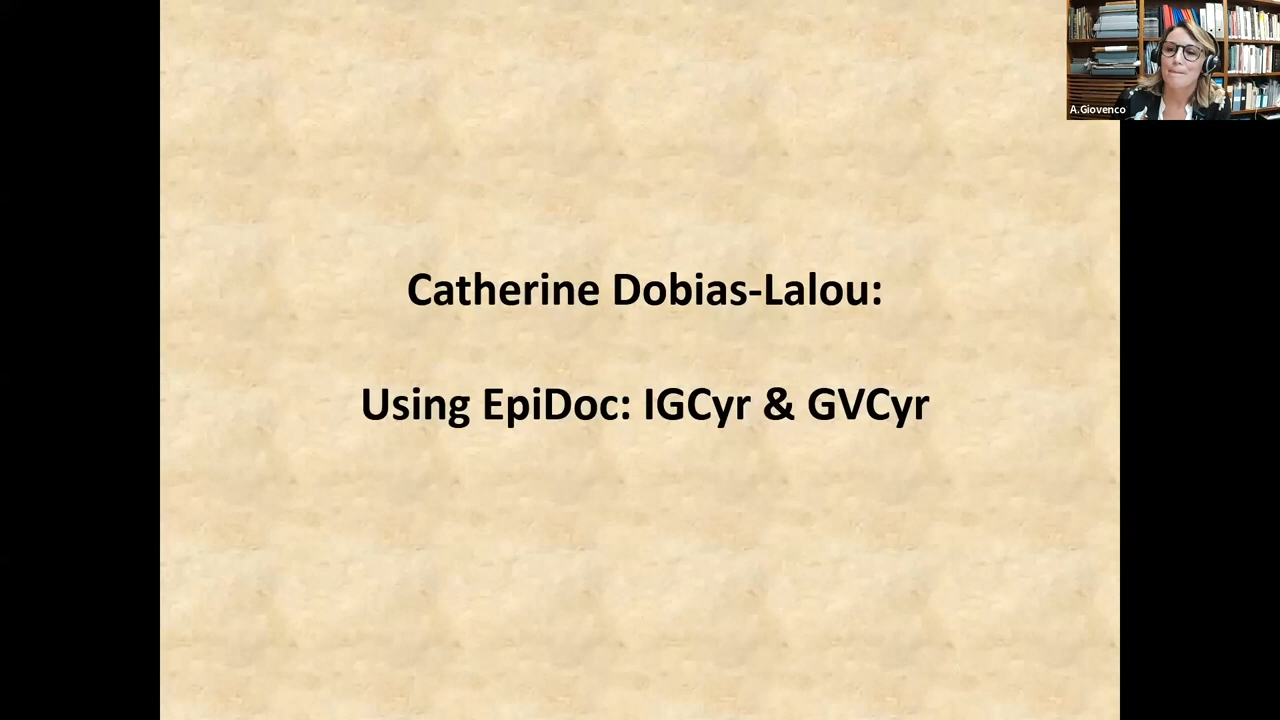 A.Giovenco
Catherine Dobias-Lalou:
Using EpiDoc: IGCyr & GVCyr